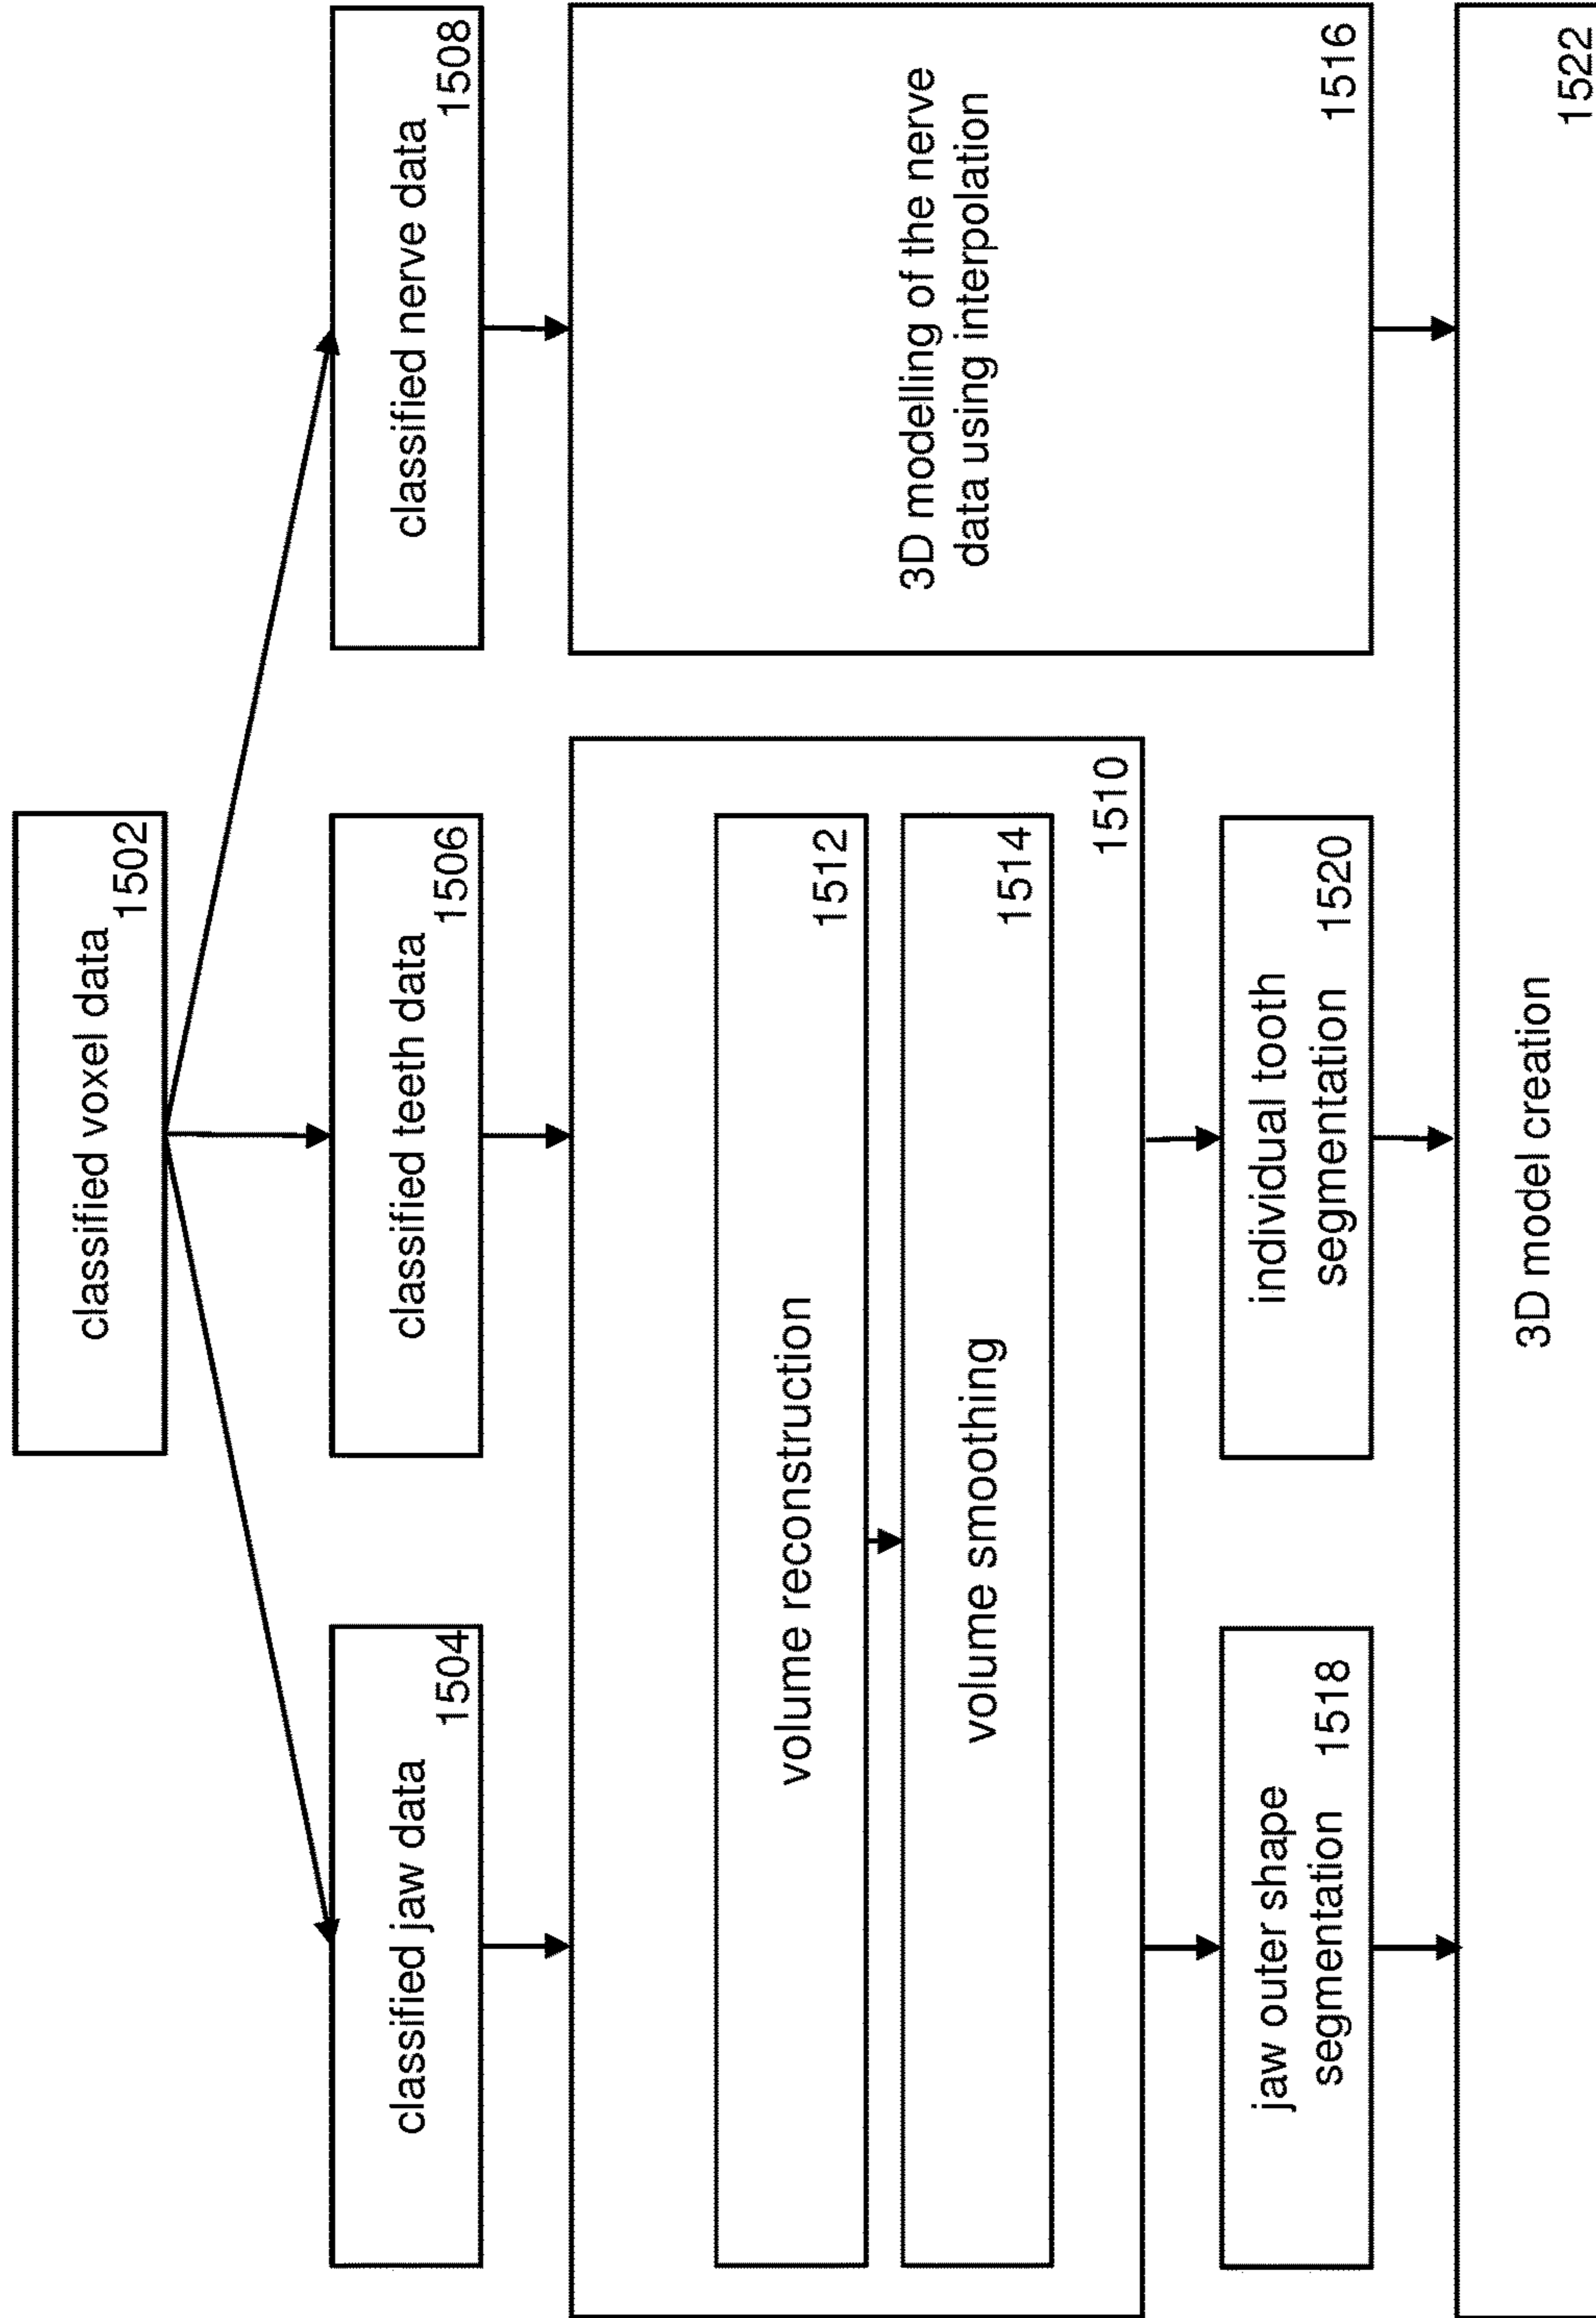 classified voxel data
1502
classified jaw data
1504
classified teeth data
1506
classified nerve data
1508
volume reconstruction
1512
volume smoothing
1514
1510
3D modelling of the nerve
data using interpolation
1516
jaw outer shape
segmentation 1518
individual tooth
segmentation 1520
3D model creation
1522